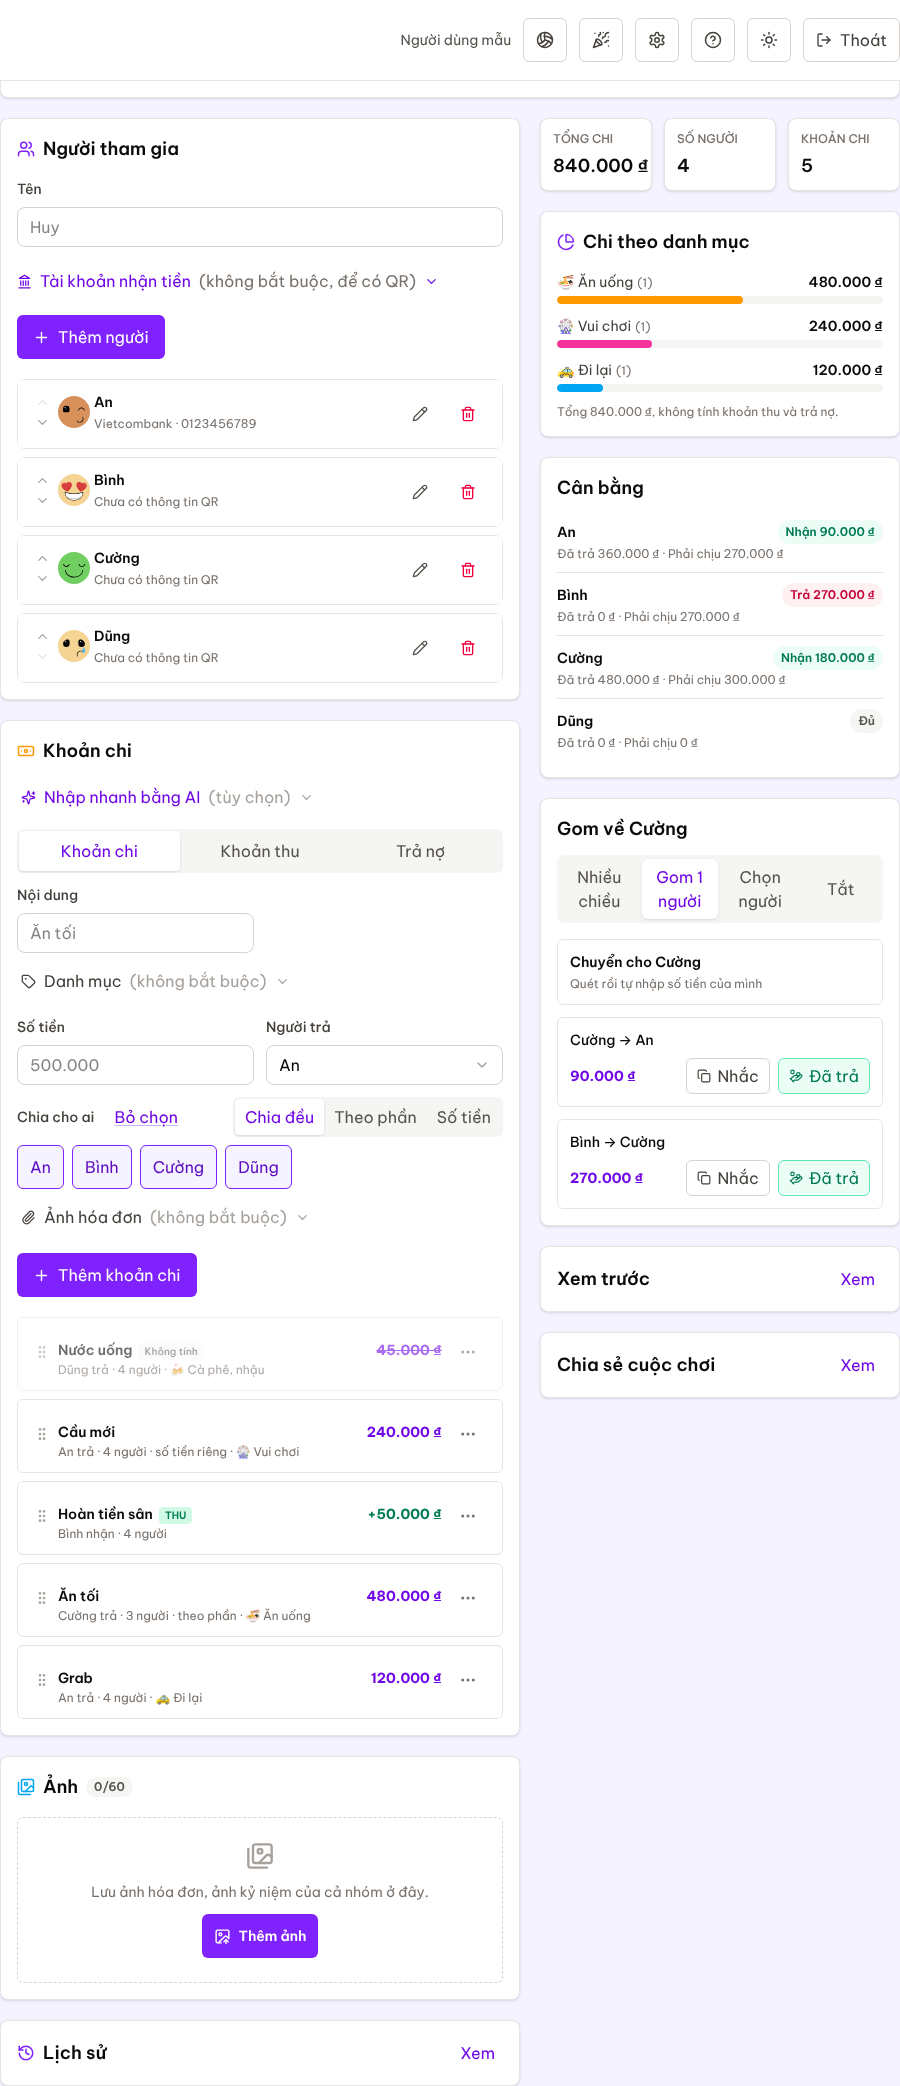 Người dùng mẫu
Thoát
Người tham gia
Tên
Huy
Tài khoản nhận tiền (không bắt buộc, để có QR)
Thêm người
An
Vietcombank · 0123456789
Bình
Chưa có thông tin QR
Cường
Chưa có thông tin QR
Dũng
Chưa có thông tin QR
Khoản chi
Nhập nhanh bằng AI (tùy chọn)
Khoản chi Khoản thu Trả nợ
Nội dung
Ăn tối
Danh mục (không bắt buộc)
Số tiền Người trả
500.000 An
Chia cho ai Bỏ chọn Chia đều Theo phần Số tiền
An Bình Cường Dũng
Ảnh hóa đơn (không bắt buộc)
Thêm khoản chi
Nước uống Không tính 45.000 ₫
Dũng trả · 4 người · 🍻 Cà phê, nhậu
Cầu mới 240.000 ₫
An trả · 4 người · số tiền riêng · 🎡 Vui chơi
Hoàn tiền sân THU +50.000 ₫
Bình nhận · 4 người
Ăn tối 480.000 ₫
Cường trả · 3 người · theo phần · 🍜 Ăn uống
Grab 120.000 ₫
An trả · 4 người · 🚕 Đi lại
Ảnh 0/60
Lưu ảnh hóa đơn, ảnh kỷ niệm của cả nhóm ở đây.
Thêm ảnh
Lịch sử Xem
TỔNG CHI SỐ NGƯỜI KHOẢN CHI
840.000 ₫ 4 5
Chi theo danh mục
🍜 Ăn uống (1) 480.000 ₫
🎡 Vui chơi (1) 240.000 ₫
🚕 Đi lại (1) 120.000 ₫
Tổng 840.000 ₫, không tính khoản thu và trả nợ.
Cân bằng
An Nhận 90.000 ₫
Đã trả 360.000 ₫ · Phải chịu 270.000 ₫
Bình Trả 270.000 ₫
Đã trả 0 ₫ · Phải chịu 270.000 ₫
Cường Nhận 180.000 ₫
Đã trả 480.000 ₫ · Phải chịu 300.000 ₫
Dũng Đủ
Đã trả 0 ₫ · Phải chịu 0 ₫
Gom về Cường
Nhiều chiều
Gom 1 người
Chọn người
Tắt
Chuyển cho Cường
Quét rồi tự nhập số tiền của mình
Cường → An
90.000 ₫ Nhắc Đã trả
Bình → Cường
270.000 ₫ Nhắc Đã trả
Xem trước Xem
Chia sẻ cuộc chơi Xem